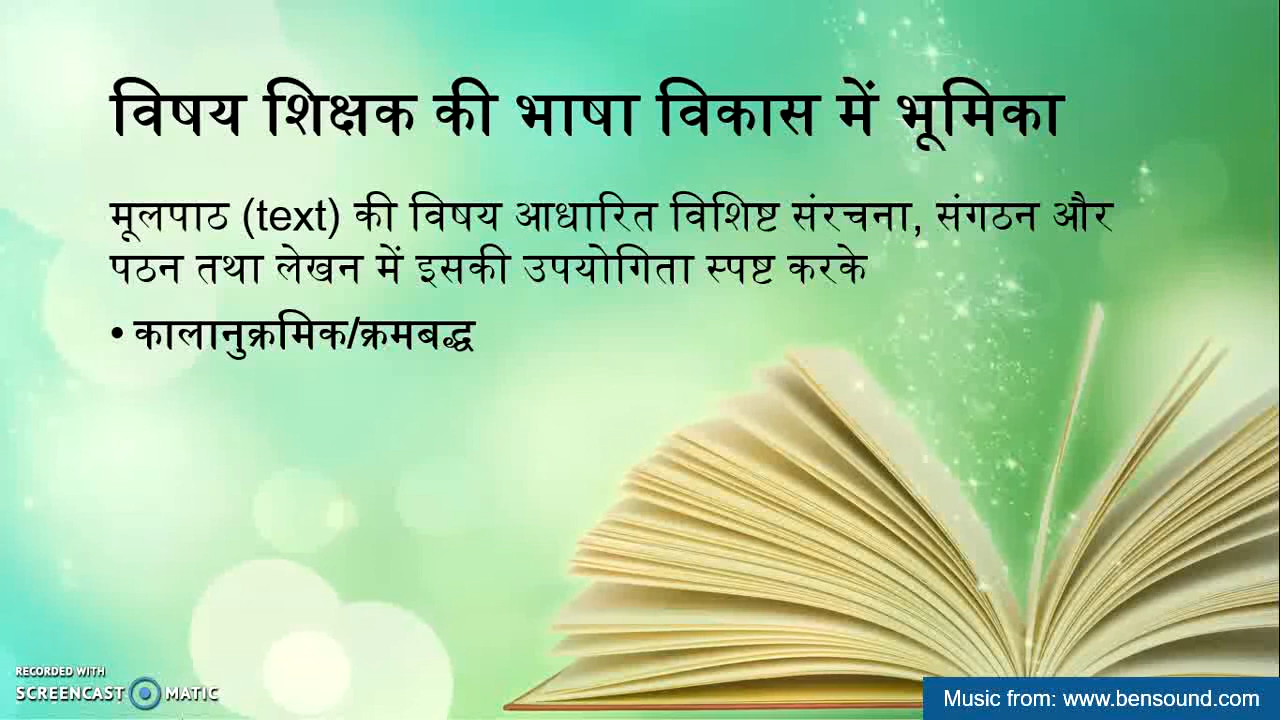 विषय शिक्षक की भाषा विकास में भूमिका
मूलपाठ (text) की विषय आधारित विशिष्ट संरचना, संगठन और
पठन तथा लेखन में इसकी उपयोगिता स्पष्ट करके
• कालानुक्रमिक/क्रमबद्ध
RECORDED WITH
SCREENCAST MATIC
Music from: www.bensound.com